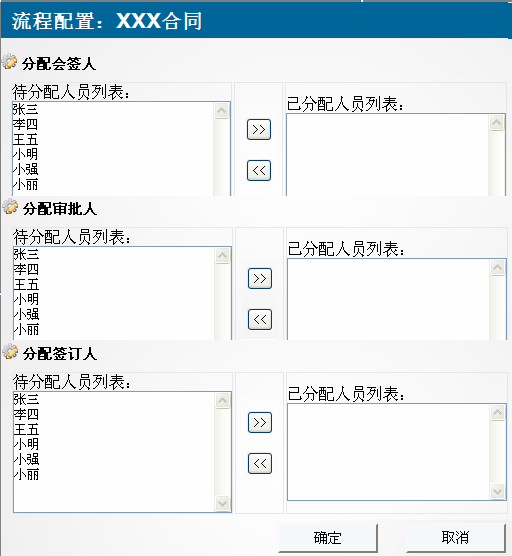 流程配置：XXX合同
分配会签人
待分配人员列表：
已分配人员列表：
张三
李四
王五
小明
小强
小丽
>>
<<
分配审批人
待分配人员列表：
已分配人员列表：
张三
李四
王五
小明
小强
小丽
>>
<<
分配签订人
待分配人员列表：
已分配人员列表：
张三
李四
王五
小明
小强
小丽
>>
<<
确定
取消